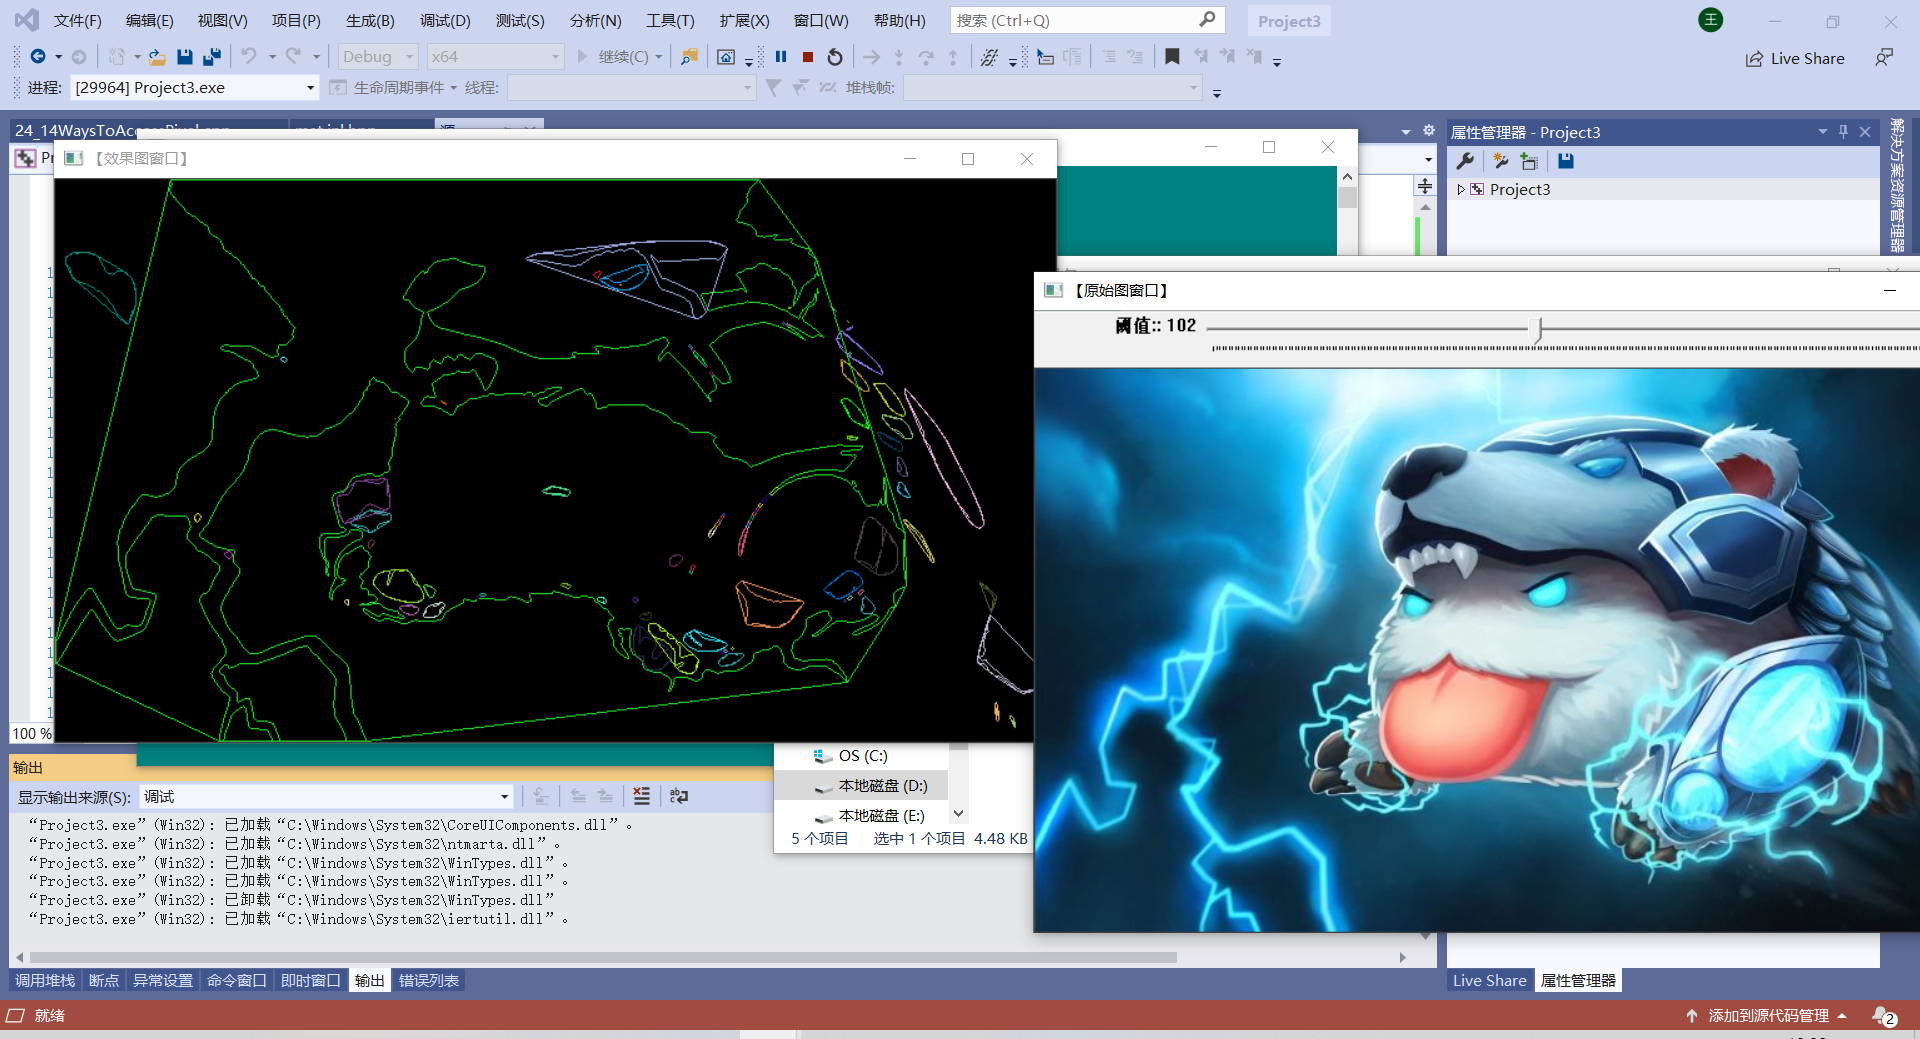 文件(F) 编辑(E) 视图(V) 项目(P) 生成(B) 调试(D) 测试(S) 分析(N) 工具(T) 扩展(X) 窗口(W) 帮助(H) 搜索 (Ctrl+Q) Project3 王
Debug x64 继续(C) Live Share
进程: [29964] Project3.exe 生命周期事件 线程: 堆栈帧:
属性管理器 - Project3
解决方案资源管理器
Project3
【效果图窗口】
【原始图窗口】
阈值:: 102
100 %
OS (C:)
本地磁盘 (D:)
本地磁盘 (E:)
5 个项目 选中 1 个项目 4.48 KB
输出
显示输出来源(S): 调试
“Project3.exe”(Win32): 已加载“C:\Windows\System32\CoreUIComponents.dll”。
“Project3.exe”(Win32): 已加载“C:\Windows\System32\ntmarta.dll”。
“Project3.exe”(Win32): 已加载“C:\Windows\System32\WinTypes.dll”。
“Project3.exe”(Win32): 已加载“C:\Windows\System32\WinTypes.dll”。
“Project3.exe”(Win32): 已卸载“C:\Windows\System32\WinTypes.dll”
“Project3.exe”(Win32): 已加载“C:\Windows\System32\iertutil.dll”。
调用堆栈 断点 异常设置 命令窗口 即时窗口 输出 错误列表
Live Share 属性管理器
就绪 添加到源代码管理 2